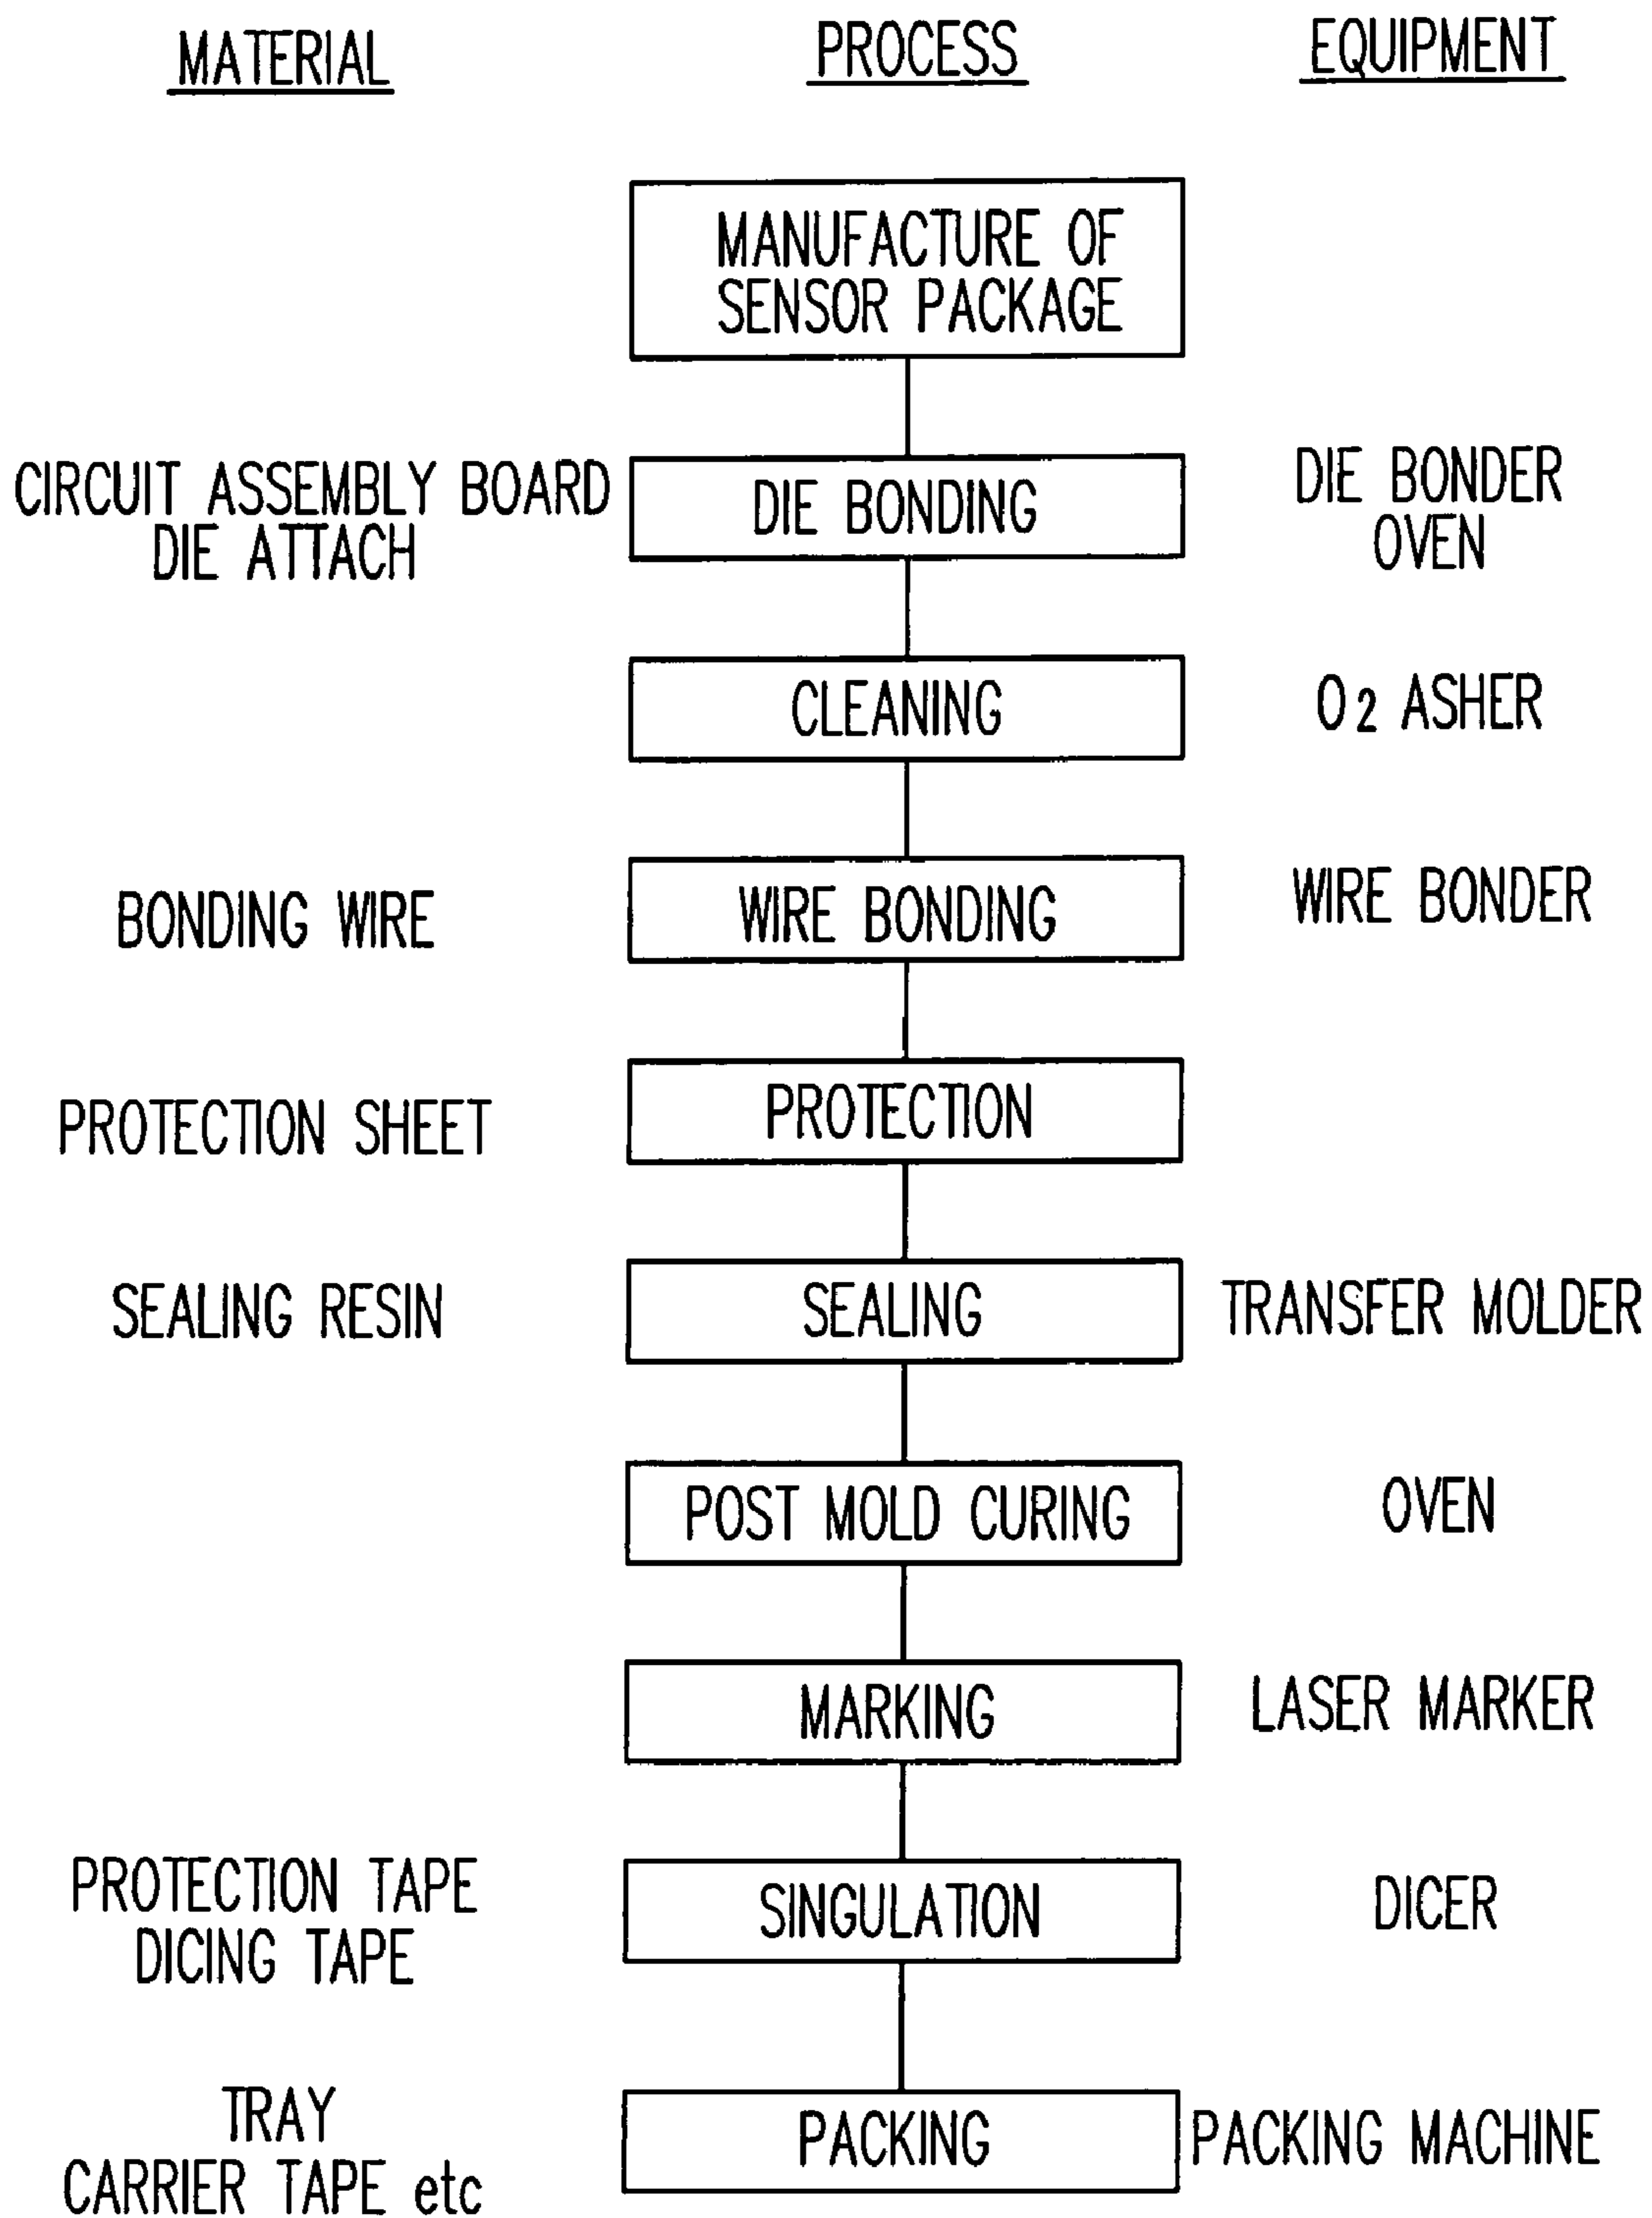 MATERIAL
PROCESS
EQUIPMENT
MANUFACTURE OF
SENSOR PACKAGE
CIRCUIT ASSEMBLY BOARD
DIE ATTACH
DIE BONDING
DIE BONDER
OVEN
CLEANING
O2 ASHER
BONDING WIRE
WIRE BONDING
WIRE BONDER
PROTECTION SHEET
PROTECTION
SEALING RESIN
SEALING
TRANSFER MOLDER
POST MOLD CURING
OVEN
MARKING
LASER MARKER
PROTECTION TAPE
DICING TAPE
SINGULATION
DICER
TRAY
CARRIER TAPE etc
PACKING
PACKING MACHINE